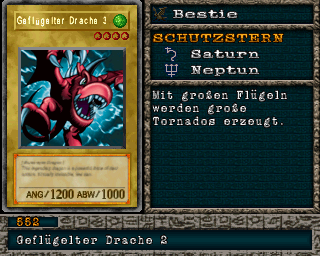 Geflügelter Drache 3
ANG/1200 ABW/1000
Bestie
SCHUTZSTERN
Saturn
Neptun
Mit großen Flügeln
werden große
Tornados erzeugt.
552
Geflügelter Drache 2